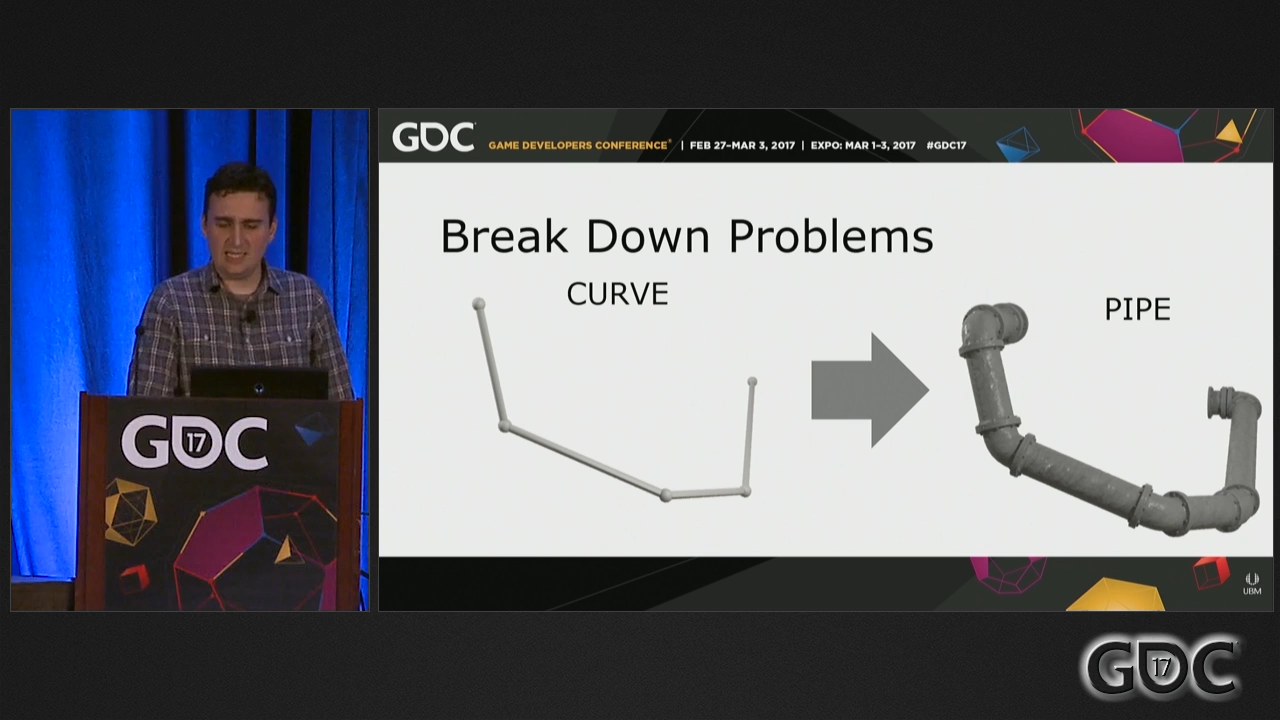 GDC
GAME DEVELOPERS CONFERENCE® | FEB 27–MAR 3, 2017 | EXPO: MAR 1–3, 2017 #GDC17
Break Down Problems
CURVE
PIPE
GDC
17
UBM
GDC
17